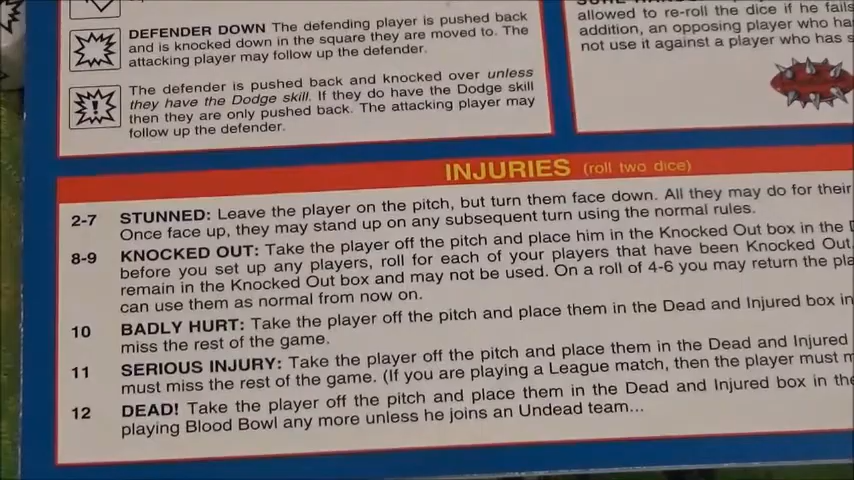 DEFENDER DOWN The defending player is pushed back
and is knocked down in the square they are moved to. The
attacking player may follow up the defender.
The defender is pushed back and knocked over unless
they have the Dodge skill. If they do have the Dodge skill
then they are only pushed back. The attacking player may
follow up the defender.
allowed to re-roll the dice if he fails
addition, an opposing player who ha
not use it against a player who has s
INJURIES (roll two dice)
2-7 STUNNED: Leave the player on the pitch, but turn them face down. All they may do for their
Once face up, they may stand up on any subsequent turn using the normal rules.
8-9 KNOCKED OUT: Take the player off the pitch and place him in the Knocked Out box in the D
before you set up any players, roll for each of your players that have been Knocked Out.
remain in the Knocked Out box and may not be used. On a roll of 4-6 you may return the pla
can use them as normal from now on.
10 BADLY HURT: Take the player off the pitch and place them in the Dead and Injured box in
miss the rest of the game.
11 SERIOUS INJURY: Take the player off the pitch and place them in the Dead and Injured
must miss the rest of the game. (If you are playing a League match, then the player must m
12 DEAD! Take the player off the pitch and place them in the Dead and Injured box in the
playing Blood Bowl any more unless he joins an Undead team...